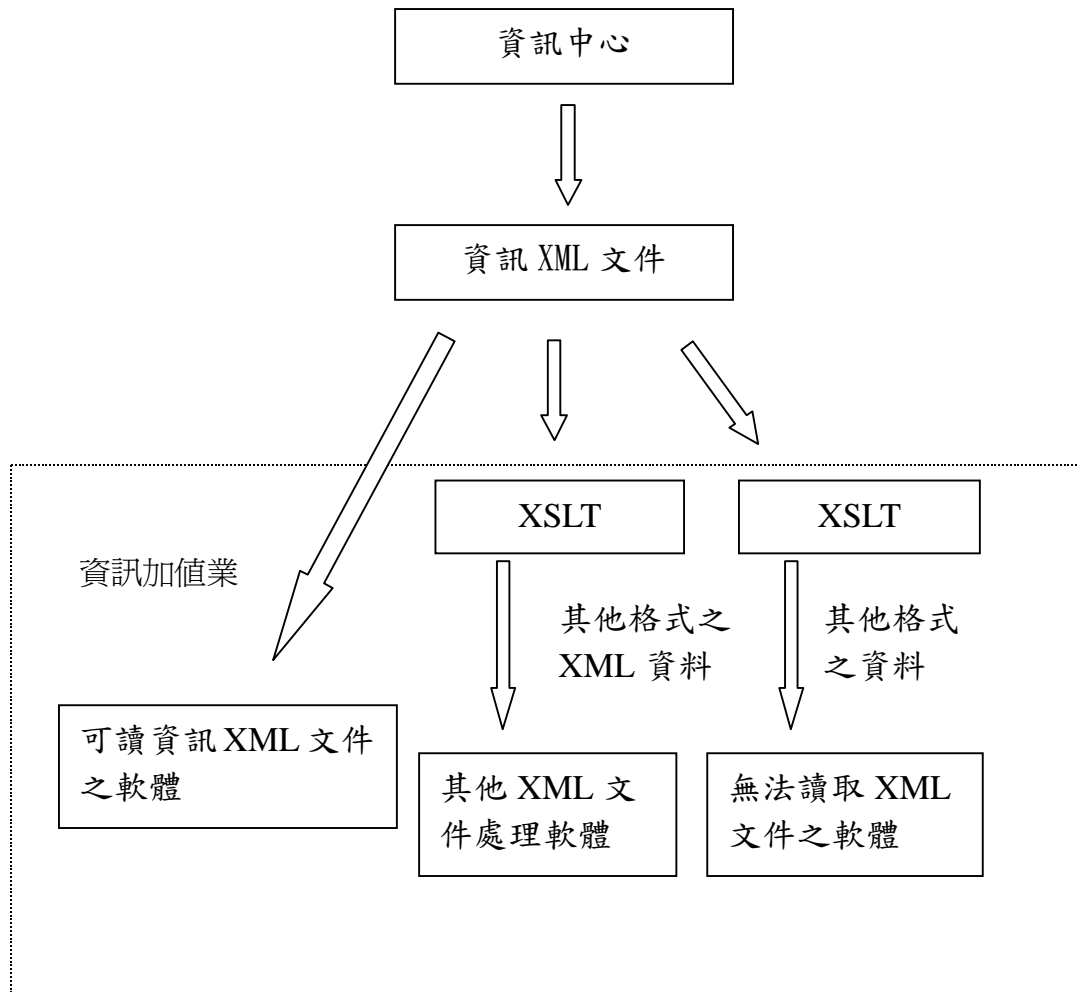 資訊中心
資訊 XML 文件
XSLT
XSLT
資訊加值業
其他格式之
XML 資料
其他格式
之資料
可讀資訊 XML 文件
之軟體
其他 XML 文
件處理軟體
無法讀取 XML
文件之軟體